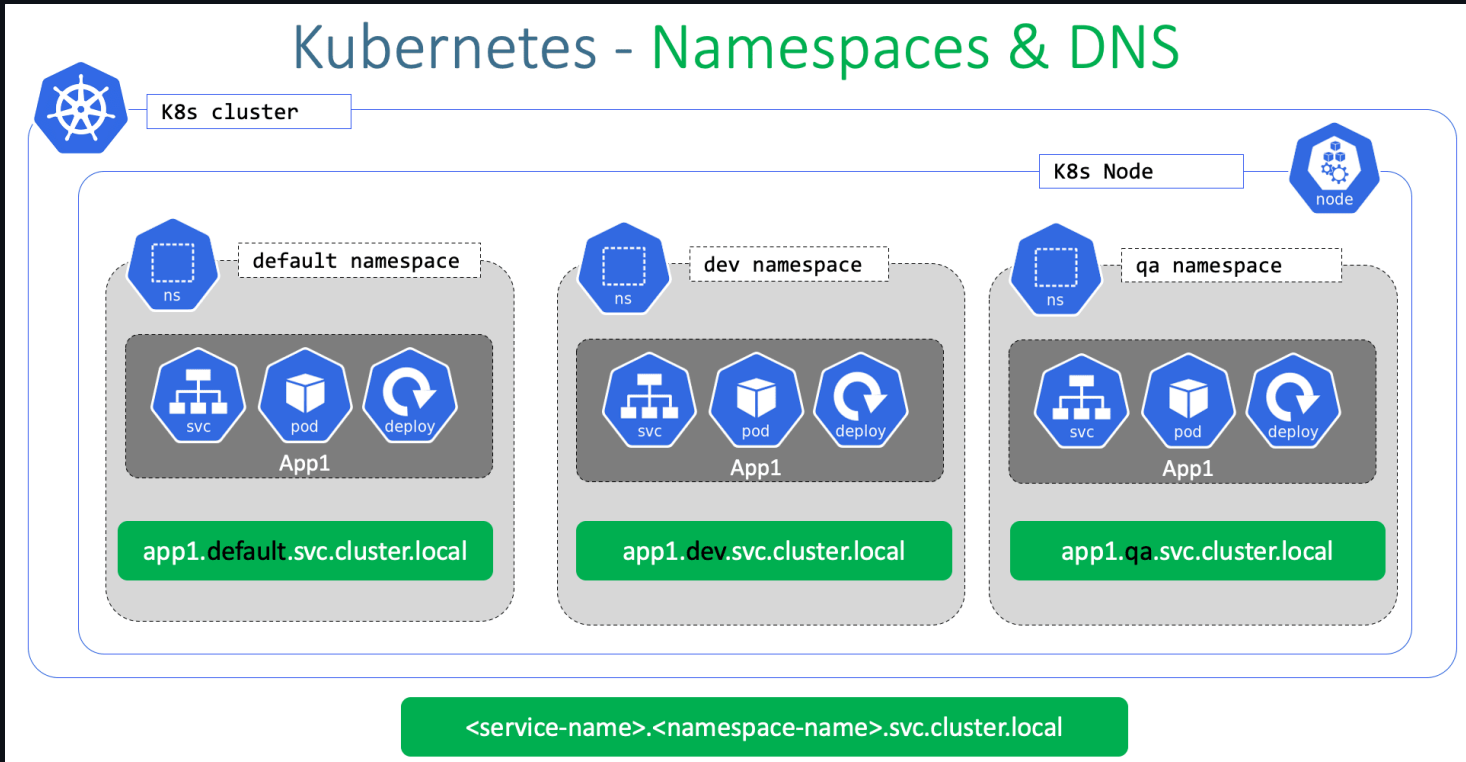 Kubernetes - Namespaces & DNS
K8s cluster
K8s Node
node
default namespace
ns
svc
pod
deploy
App1
app1.default.svc.cluster.local
dev namespace
ns
svc
pod
deploy
App1
app1.dev.svc.cluster.local
qa namespace
ns
svc
pod
deploy
App1
app1.qa.svc.cluster.local
<service-name>.<namespace-name>.svc.cluster.local